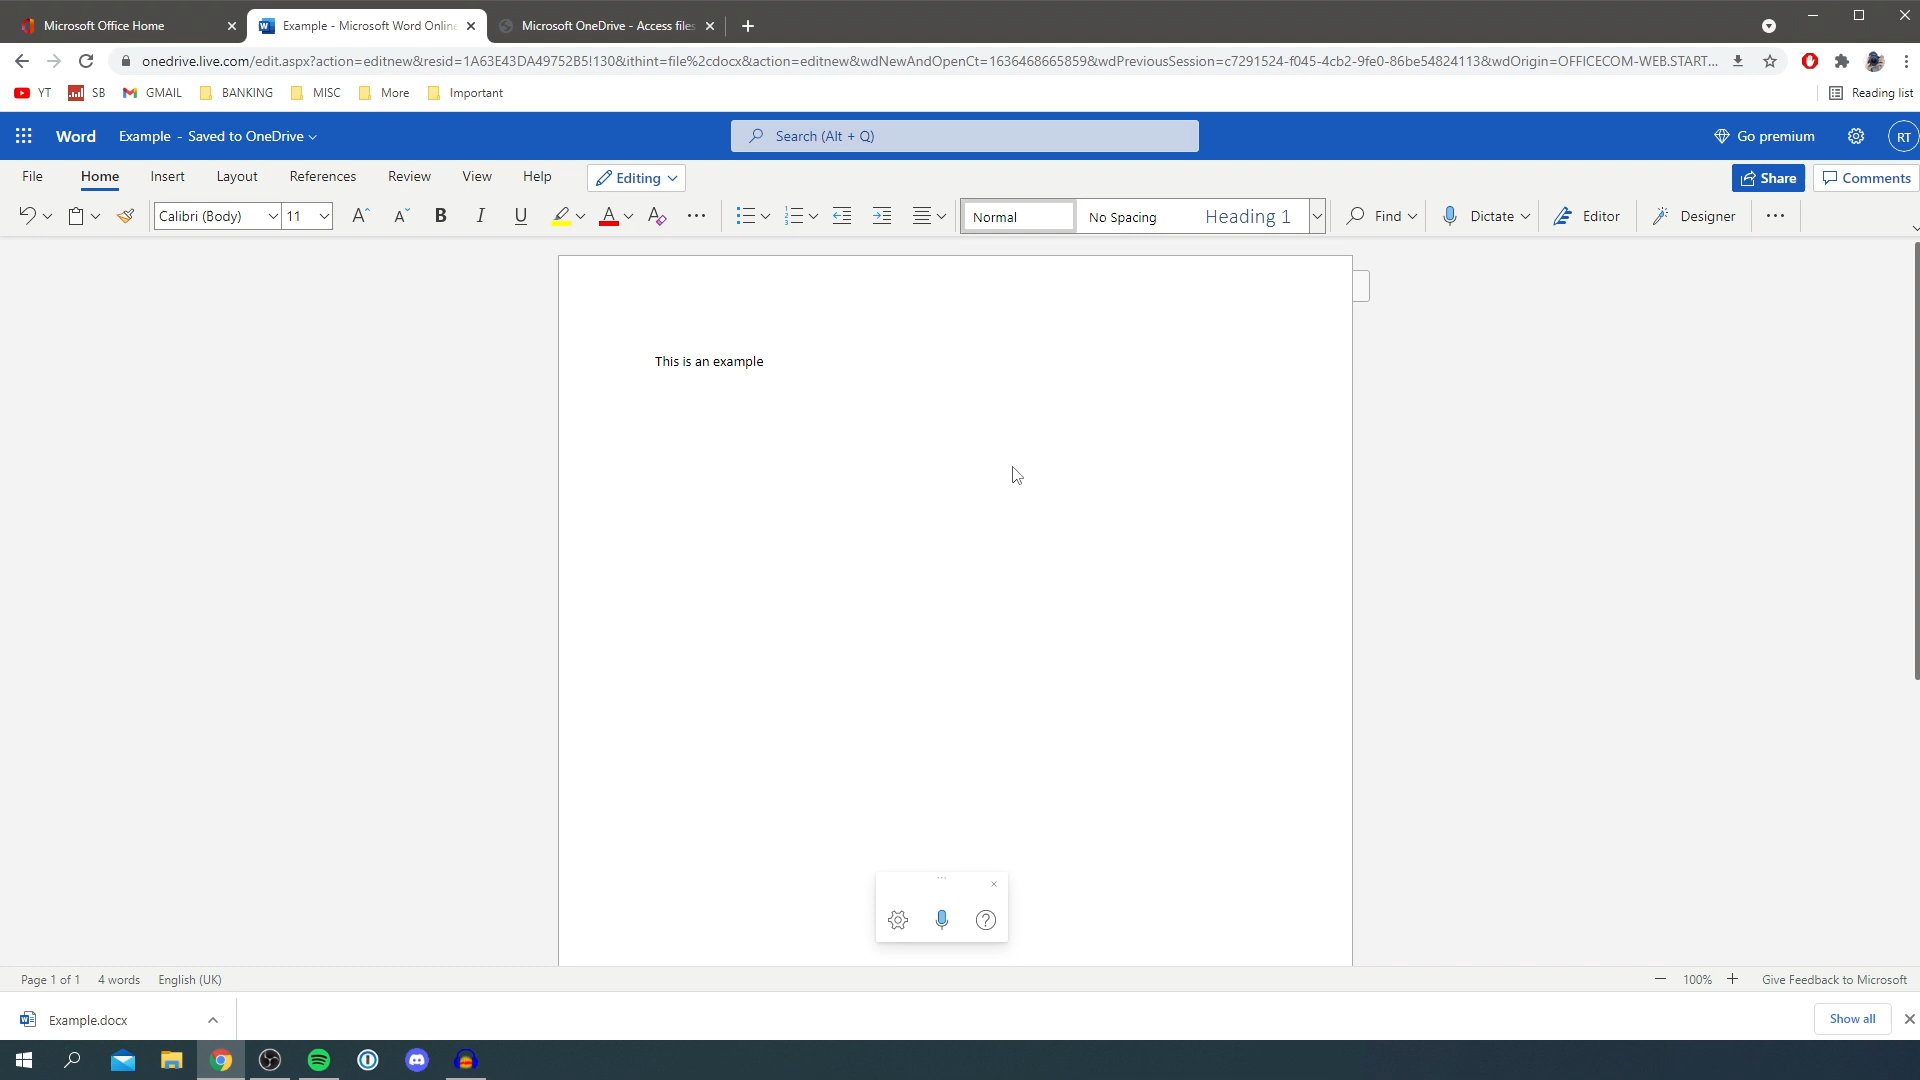 Microsoft Office Home
Example - Microsoft Word Online
Microsoft OneDrive - Access files
onedrive.live.com/edit.aspx?action=editnew&resid=1A63E43DA49752B5!130&ithint=file%2cdocx&action=editnew&wdNewAndOpenCt=1636468665859&wdPreviousSession=c7291524-f045-4cb2-9fe0-86be54824113&wdOrigin=OFFICECOM-WEB.START...
YT SB GMAIL BANKING MISC More Important Reading list
Word Example - Saved to OneDrive Search (Alt + Q) Go premium RT
File Home Insert Layout References Review View Help Editing Share Comments
Calibri (Body) 11 A A B I U A A Normal No Spacing Heading 1 Find Dictate Editor Designer
This is an example
Page 1 of 1 4 words English (UK) 100% Give Feedback to Microsoft
Example.docx Show all